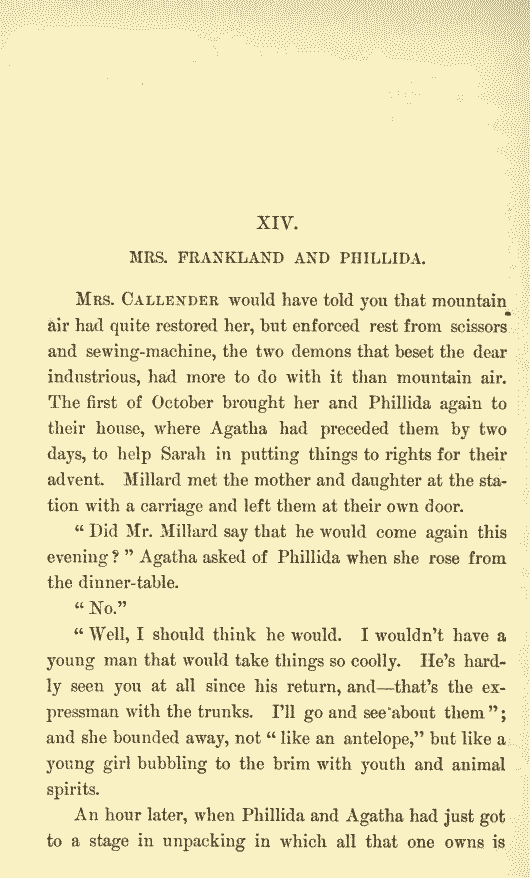 XIV.
MRS. FRANKLAND AND PHILLIDA.
Mrs. Callender would have told you that mountain
air had quite restored her, but enforced rest from scissors
and sewing-machine, the two demons that beset the dear
industrious, had more to do with it than mountain air.
The first of October brought her and Phillida again to
their house, where Agatha had preceded them by two
days, to help Sarah in putting things to rights for their
advent. Millard met the mother and daughter at the sta-
tion with a carriage and left them at their own door.
“Did Mr. Millard say that he would come again this
evening?” Agatha asked of Phillida when she rose from
the dinner-table.
“No.”
“Well, I should think he would. I wouldn't have a
young man that would take things so coolly. He's hard-
ly seen you at all since his return, and—that's the ex-
pressman with the trunks. I'll go and see about them”;
and she bounded away, not “like an antelope,” but like a
young girl bubbling to the brim with youth and animal
spirits.
An hour later, when Phillida and Agatha had just got
to a stage in unpacking in which all that one owns is